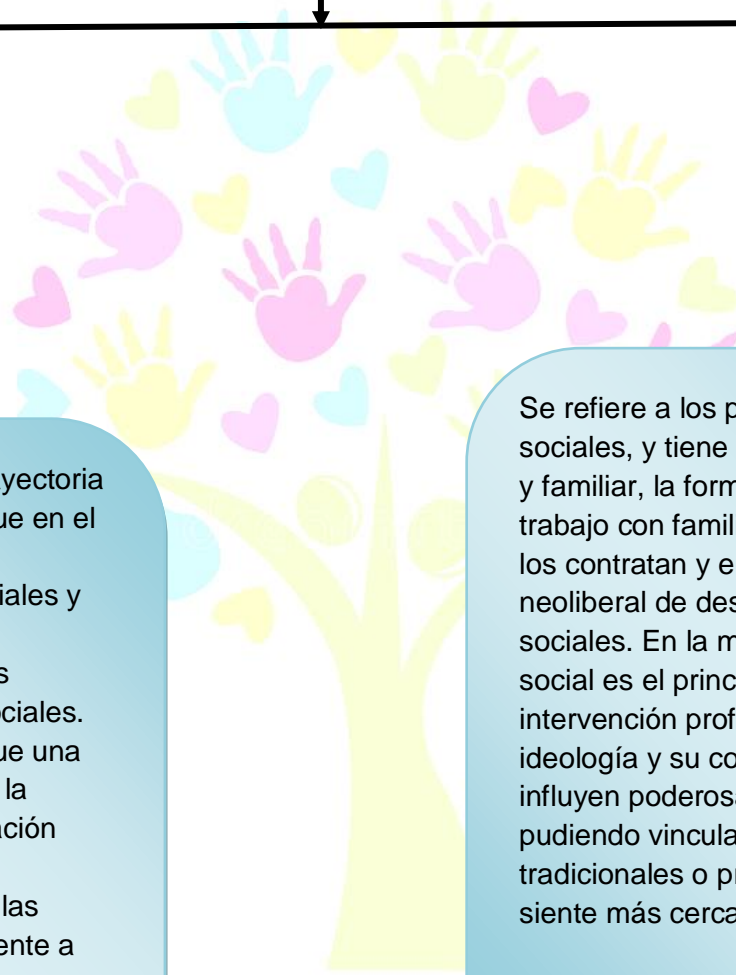 yectoria
ue en el
iales y
s
ociales.
ue una
la
ación
las
ente a
Se refiere a los p
sociales, y tiene
y familiar, la form
trabajo con famil
los contratan y e
neoliberal de des
sociales. En la m
social es el princ
intervención prof
ideología y su co
influyen poderosa
pudiendo vincula
tradicionales o pr
siente más cerca